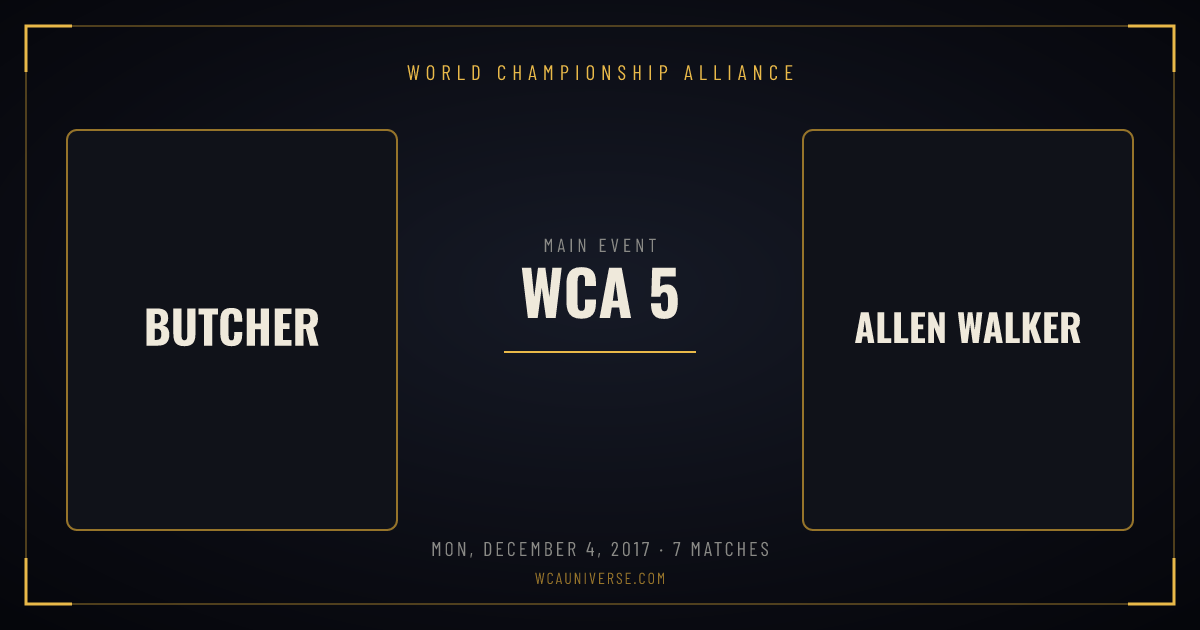 WORLD CHAMPIONSHIP ALLIANCE
MAIN EVENT
WCA 5
BUTCHER
ALLEN WALKER
MON, DECEMBER 4, 2017 · 7 MATCHES
WCAUNIVERSE.COM